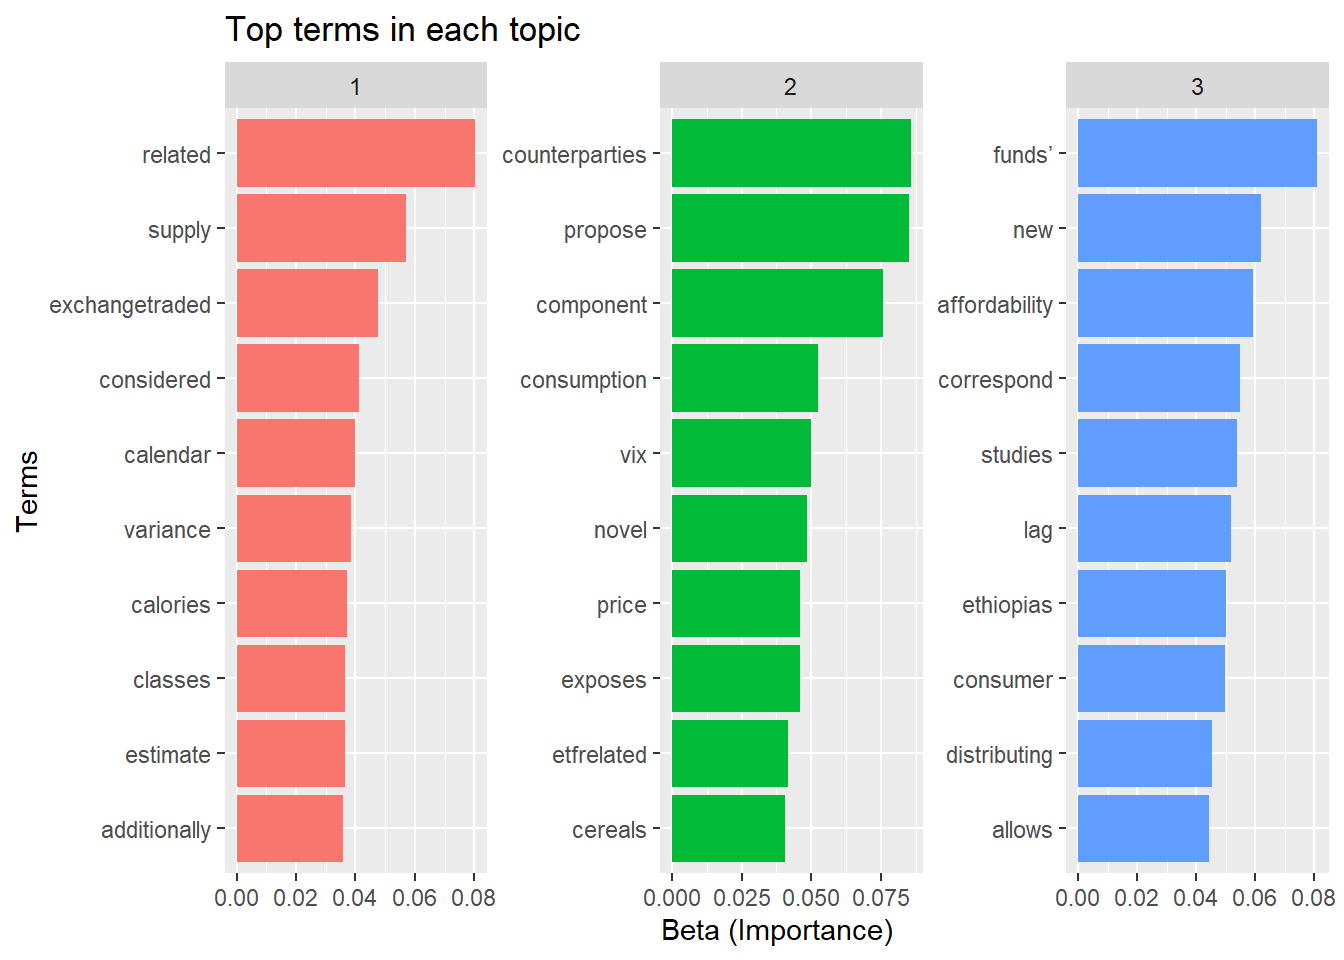 Top terms in each topic
1
2
3
Terms
related
supply
exchangetraded
considered
calendar
variance
calories
classes
estimate
additionally
0.00 0.02 0.04 0.06 0.08
counterparties
propose
component
consumption
vix
novel
price
exposes
etfrelated
cereals
0.000 0.025 0.050 0.075
funds’
new
affordability
correspond
studies
lag
ethiopias
consumer
distributing
allows
0.00 0.02 0.04 0.06 0.08
Beta (Importance)